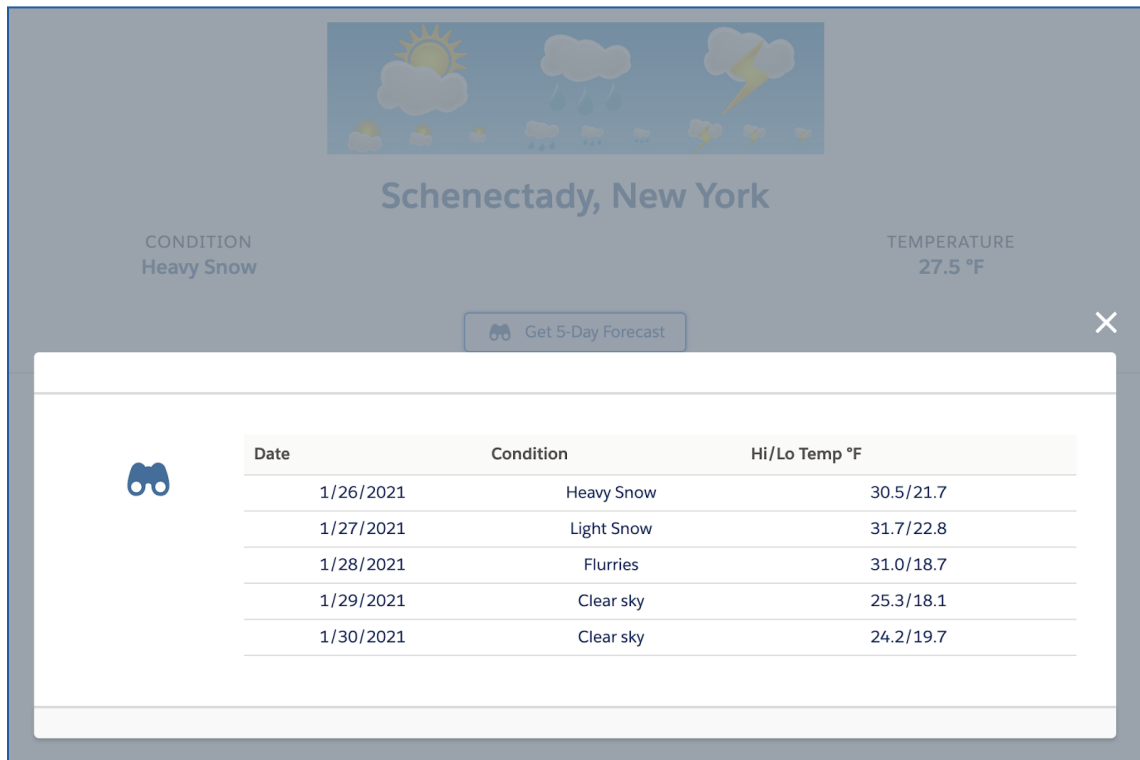 Schenectady, New York
CONDITION TEMPERATURE
Heavy Snow 27.5 °F
Get 5-Day Forecast
Date Condition Hi/Lo Temp °F
1/26/2021 Heavy Snow 30.5/21.7
1/27/2021 Light Snow 31.7/22.8
1/28/2021 Flurries 31.0/18.7
1/29/2021 Clear sky 25.3/18.1
1/30/2021 Clear sky 24.2/19.7